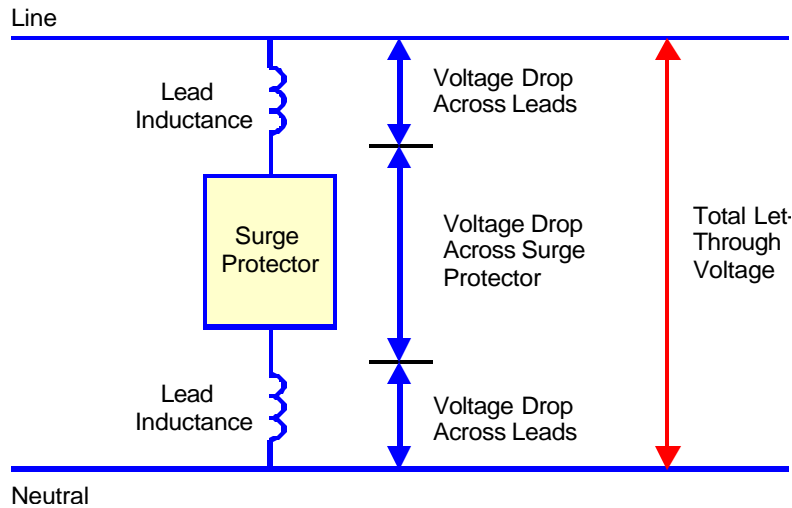 Line
Lead
Inductance
Voltage Drop
Across Leads
Surge
Protector
Voltage Drop
Across Surge
Protector
Total Let-
Through
Voltage
Lead
Inductance
Voltage Drop
Across Leads
Neutral